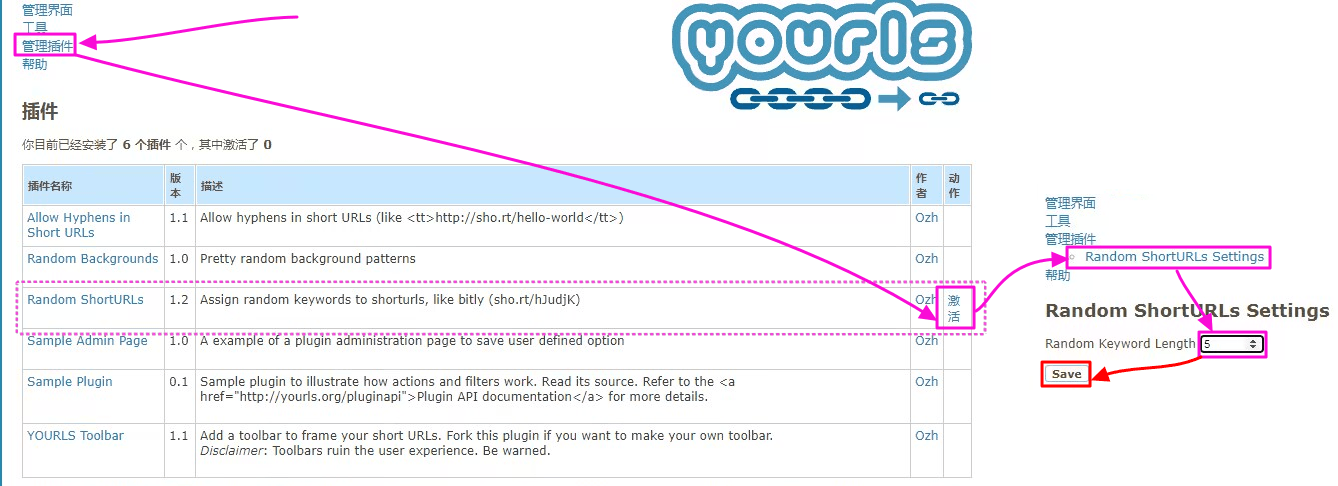 管理界面
工具
管理插件
帮助
yourls
插件
你目前已经安装了 6 个插件 个，其中激活了 0
插件名称 版本 描述 作者 动作
Allow Hyphens in Short URLs 1.1 Allow hyphens in short URLs (like <tt>http://sho.rt/hello-world</tt>) Ozh
Random Backgrounds 1.0 Pretty random background patterns Ozh
Random ShortURLs 1.2 Assign random keywords to shorturls, like bitly (sho.rt/hJudjK) Ozh 激活
Sample Admin Page 1.0 A example of a plugin administration page to save user defined option Ozh
Sample Plugin 0.1 Sample plugin to illustrate how actions and filters work. Read its source. Refer to the <a
href="http://yourls.org/pluginapi">Plugin API documentation</a> for more details. Ozh
YOURLS Toolbar 1.1 Add a toolbar to frame your short URLs. Fork this plugin if you want to make your own toolbar. Ozh
Disclaimer: Toolbars ruin the user experience. Be warned.
管理界面
工具
管理插件
Random ShortURLs Settings
帮助
Random ShortURLs Settings
Random Keyword Length 5
Save